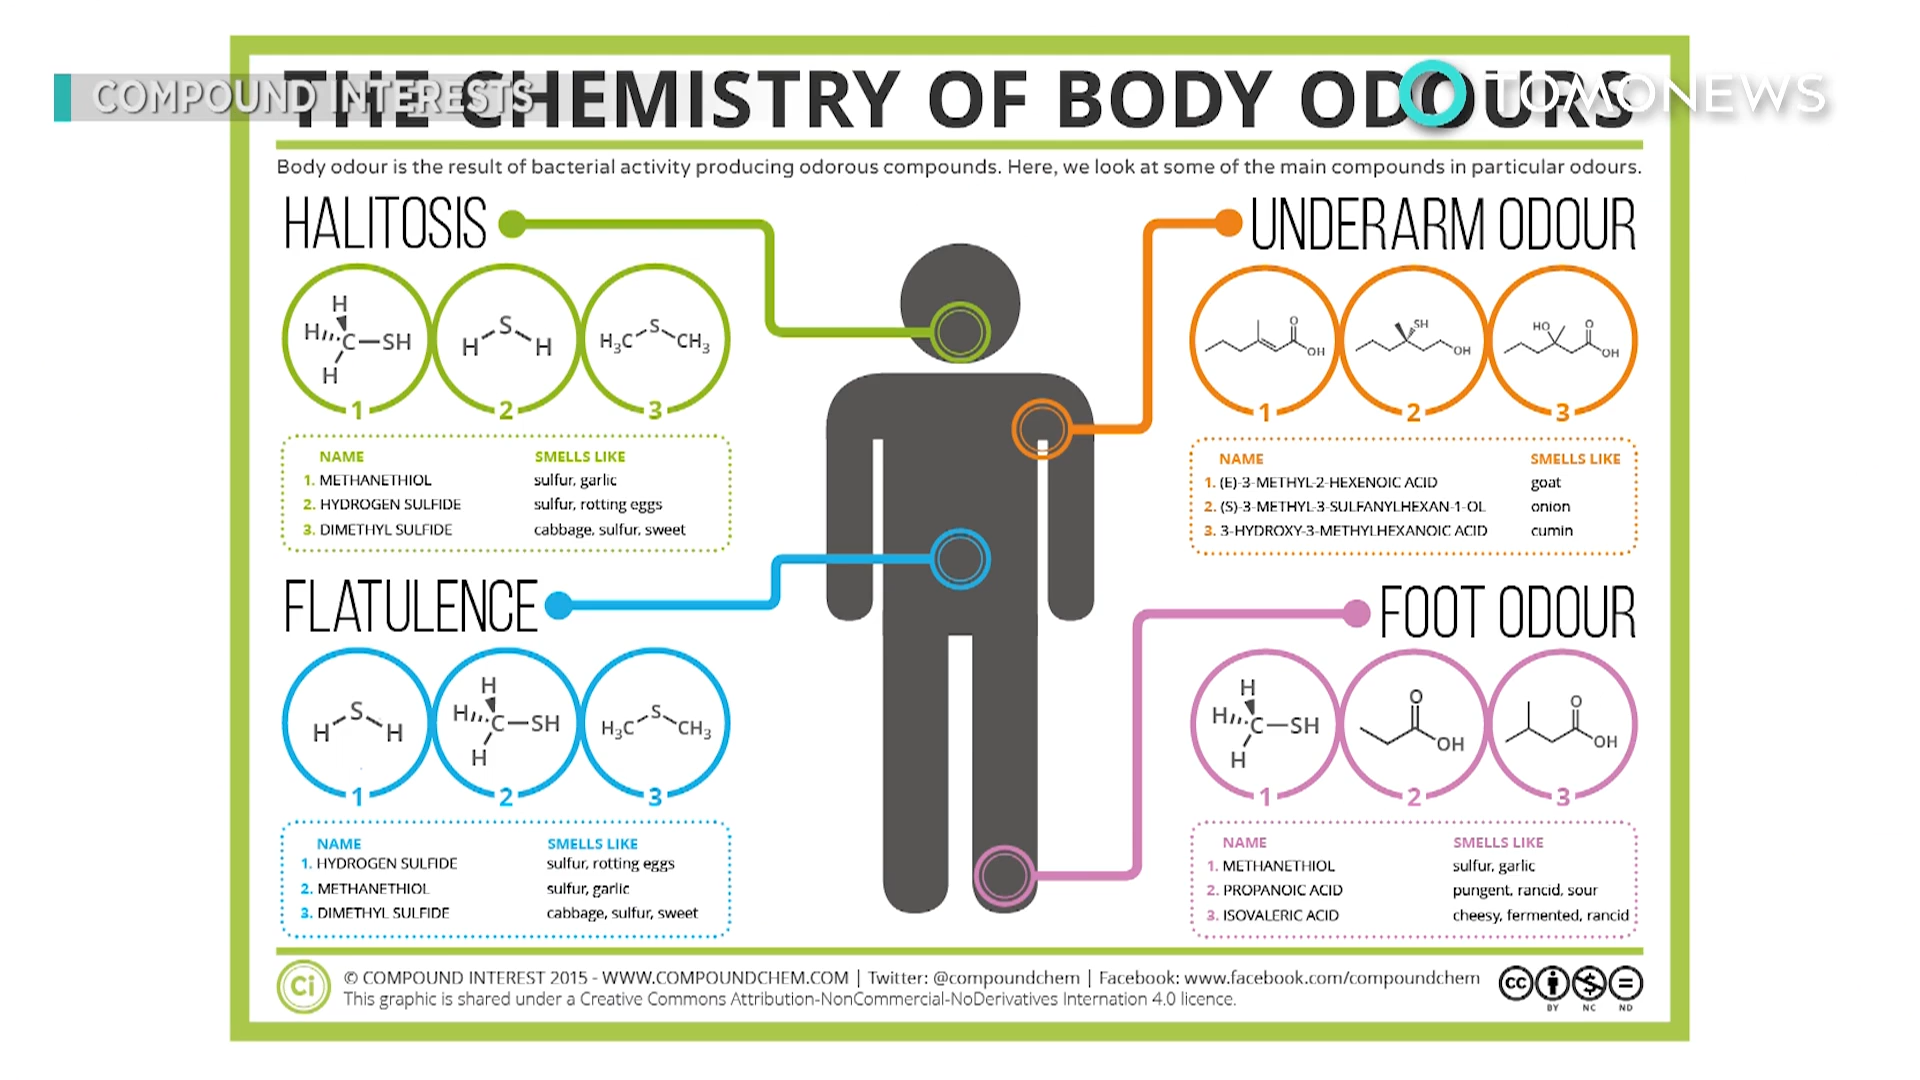 COMPOUND INTERESTS
TOMONEWS
THE CHEMISTRY OF BODY ODOURS
Body odour is the result of bacterial activity producing odorous compounds. Here, we look at some of the main compounds in particular odours.
HALITOSIS
H
H
C
SH
H
1
S
H
H
2
H3C
S
CH3
3
NAME SMELLS LIKE
1. METHANETHIOL sulfur, garlic
2. HYDROGEN SULFIDE sulfur, rotting eggs
3. DIMETHYL SULFIDE cabbage, sulfur, sweet
UNDERARM ODOUR
O
OH
1
SH
OH
2
HO
O
OH
3
NAME SMELLS LIKE
1. (E)-3-METHYL-2-HEXENOIC ACID goat
2. (S)-3-METHYL-3-SULFANYLHEXAN-1-OL onion
3. 3-HYDROXY-3-METHYLHEXANOIC ACID cumin
FLATULENCE
S
H
H
1
H
H
C
SH
H
2
H3C
S
CH3
3
NAME SMELLS LIKE
1. HYDROGEN SULFIDE sulfur, rotting eggs
2. METHANETHIOL sulfur, garlic
3. DIMETHYL SULFIDE cabbage, sulfur, sweet
FOOT ODOUR
H
H
C
SH
H
1
O
OH
2
O
OH
3
NAME SMELLS LIKE
1. METHANETHIOL sulfur, garlic
2. PROPANOIC ACID pungent, rancid, sour
3. ISOVALERIC ACID cheesy, fermented, rancid
Ci
© COMPOUND INTEREST 2015 - WWW.COMPOUNDCHEM.COM | Twitter: @compoundchem | Facebook: www.facebook.com/compoundchem
This graphic is shared under a Creative Commons Attribution-NonCommercial-NoDerivatives Internation 4.0 licence.
CC
BY NC ND